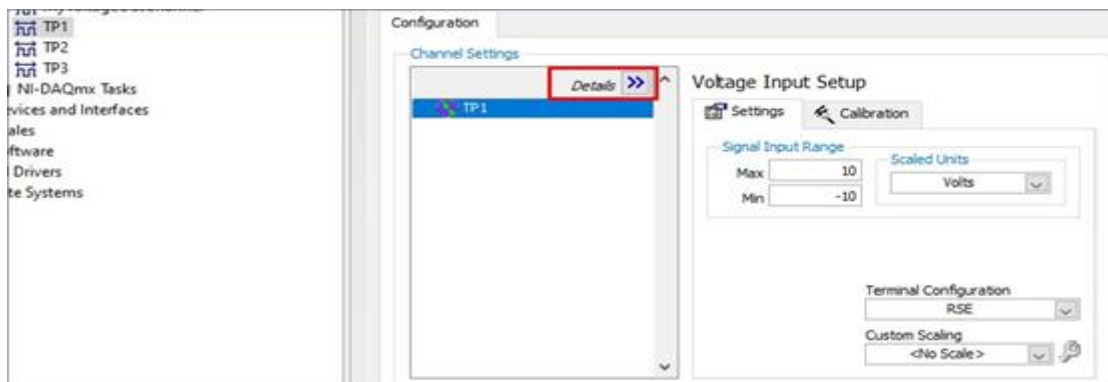 TP1
TP2
TP3
NI-DAQmx Tasks
vices and Interfaces
ales
ftware
Drivers
te Systems
Configuration
Channel Settings
Details >>
TP1
Voltage Input Setup
Settings
Calibration
Signal Input Range
Max 10
Min -10
Scaled Units
Volts
Terminal Configuration
RSE
Custom Scaling
<No Scale>